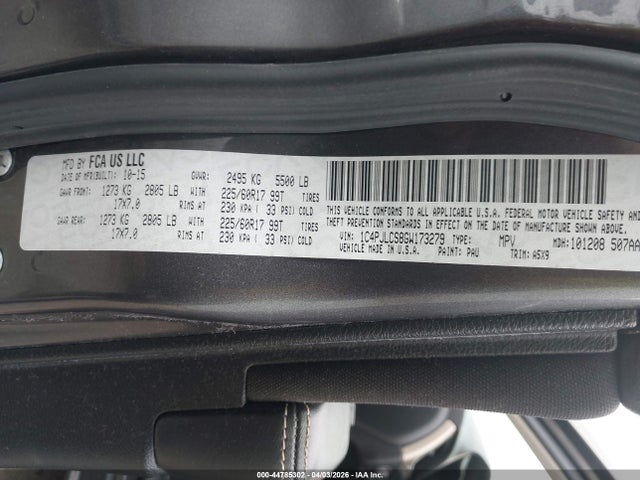 MFD BY FCA US LLC
DATE OF MFR(BUILT): 10-15 GVWR: 2495 KG 5500 LB
GAWR FRONT: 1273 KG 2805 LB WITH 225/60R17 99T TIRES
17X7.0 RIMS AT 230 KPA ( 33 PSI) COLD
GAWR REAR: 1273 KG 2805 LB WITH 225/60R17 99T TIRES
17X7.0 RIMS AT 230 KPA ( 33 PSI) COLD
THIS VEHICLE CONFORMS TO ALL APPLICABLE U.S.A. FEDERAL MOTOR VEHICLE SAFETY AND
THEFT PREVENTION STANDARDS IN EFFECT ON THE DATE OF MANUFACTURE SHOWN ABOVE.
VIN: 1C4PJLCS8GW173279 TYPE: MPV MDH: 101208 507AA
VEHICLE MADE IN U.S.A. PAINT: PAU TRIM: A5X9
000-44785302 - 04/03/2026 - IAAI.com